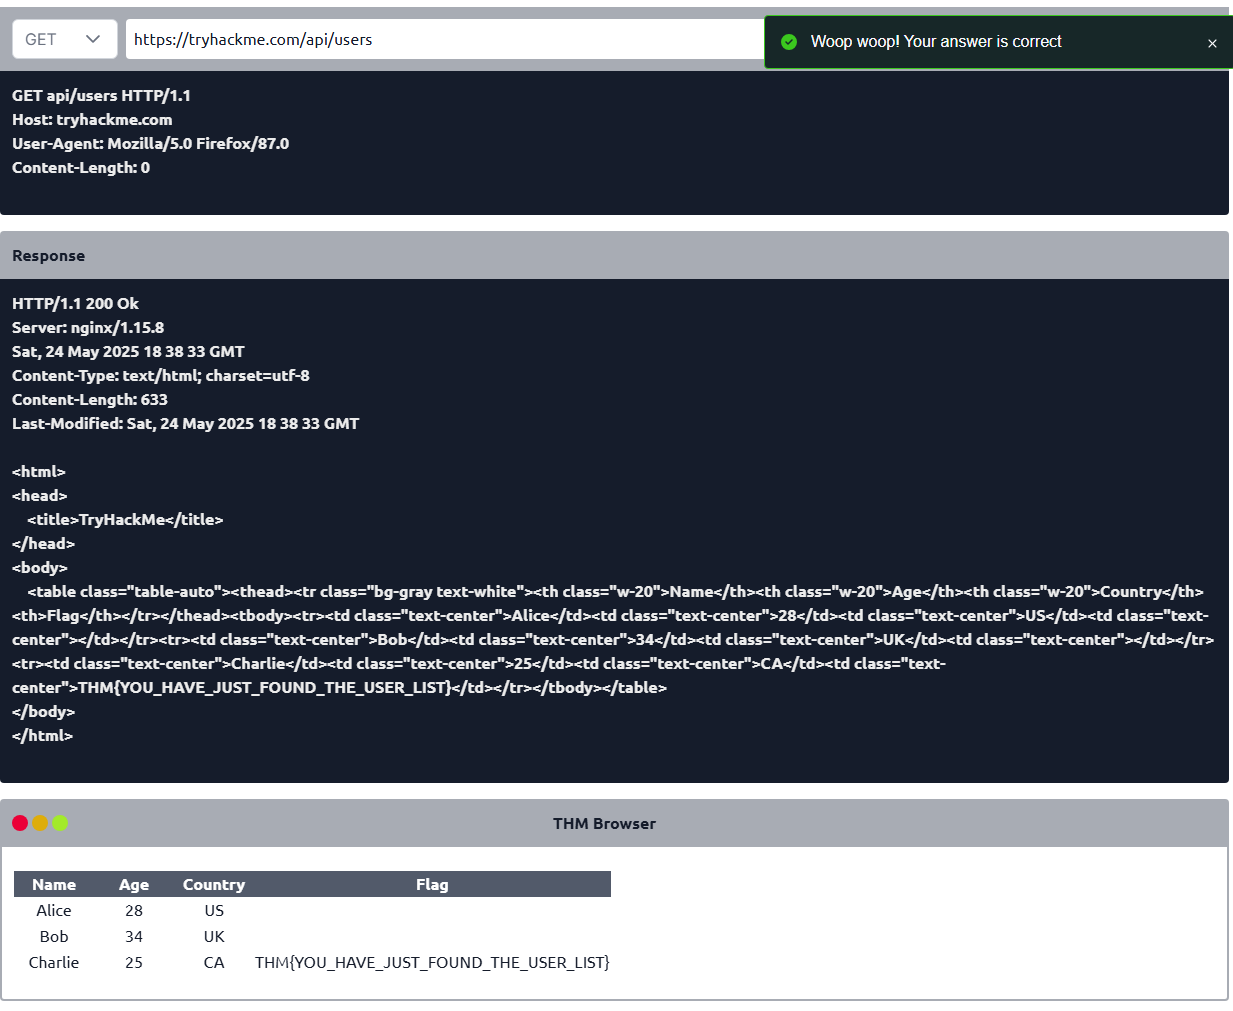 GET https://tryhackme.com/api/users
Woop woop! Your answer is correct
GET api/users HTTP/1.1
Host: tryhackme.com
User-Agent: Mozilla/5.0 Firefox/87.0
Content-Length: 0
Response
HTTP/1.1 200 Ok
Server: nginx/1.15.8
Sat, 24 May 2025 18 38 33 GMT
Content-Type: text/html; charset=utf-8
Content-Length: 633
Last-Modified: Sat, 24 May 2025 18 38 33 GMT
<html>
<head>
<title>TryHackMe</title>
</head>
<body>
<table class="table-auto"><thead><tr class="bg-gray text-white"><th class="w-20">Name</th><th class="w-20">Age</th><th class="w-20">Country</th>
<th>Flag</th></tr></thead><tbody><tr><td class="text-center">Alice</td><td class="text-center">28</td><td class="text-center">US</td><td class="text-
center"></td></tr><tr><td class="text-center">Bob</td><td class="text-center">34</td><td class="text-center">UK</td><td class="text-center"></td></tr>
<tr><td class="text-center">Charlie</td><td class="text-center">25</td><td class="text-center">CA</td><td class="text-
center">THM{YOU_HAVE_JUST_FOUND_THE_USER_LIST}</td></tr></tbody></table>
</body>
</html>
THM Browser
Name Age Country Flag
Alice 28 US
Bob 34 UK
Charlie 25 CA THM{YOU_HAVE_JUST_FOUND_THE_USER_LIST}